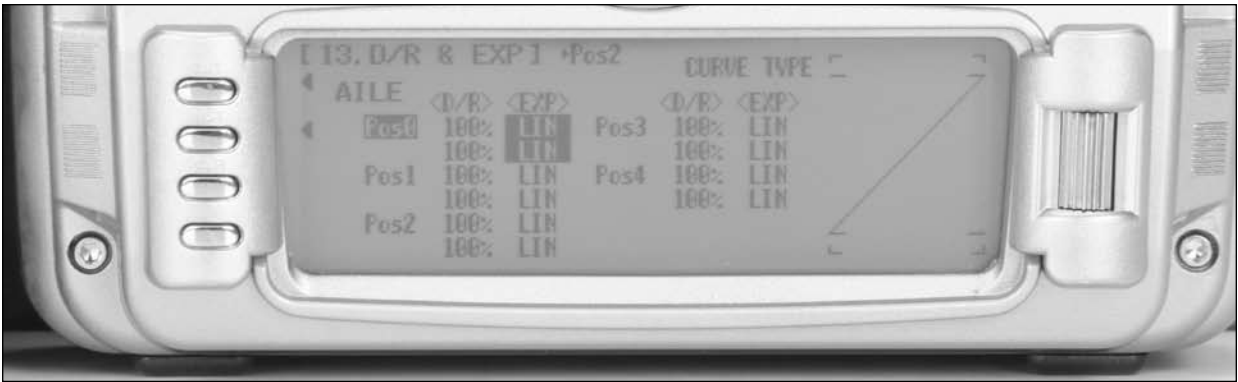 [13.D/R & EXP] →Pos2
CURVE TYPE
AILE <D/R> <EXP> <D/R> <EXP>
Pos0 100% LIN Pos3 100% LIN
100% LIN 100% LIN
Pos1 100% LIN Pos4 100% LIN
100% LIN 100% LIN
Pos2 100% LIN
100% LIN